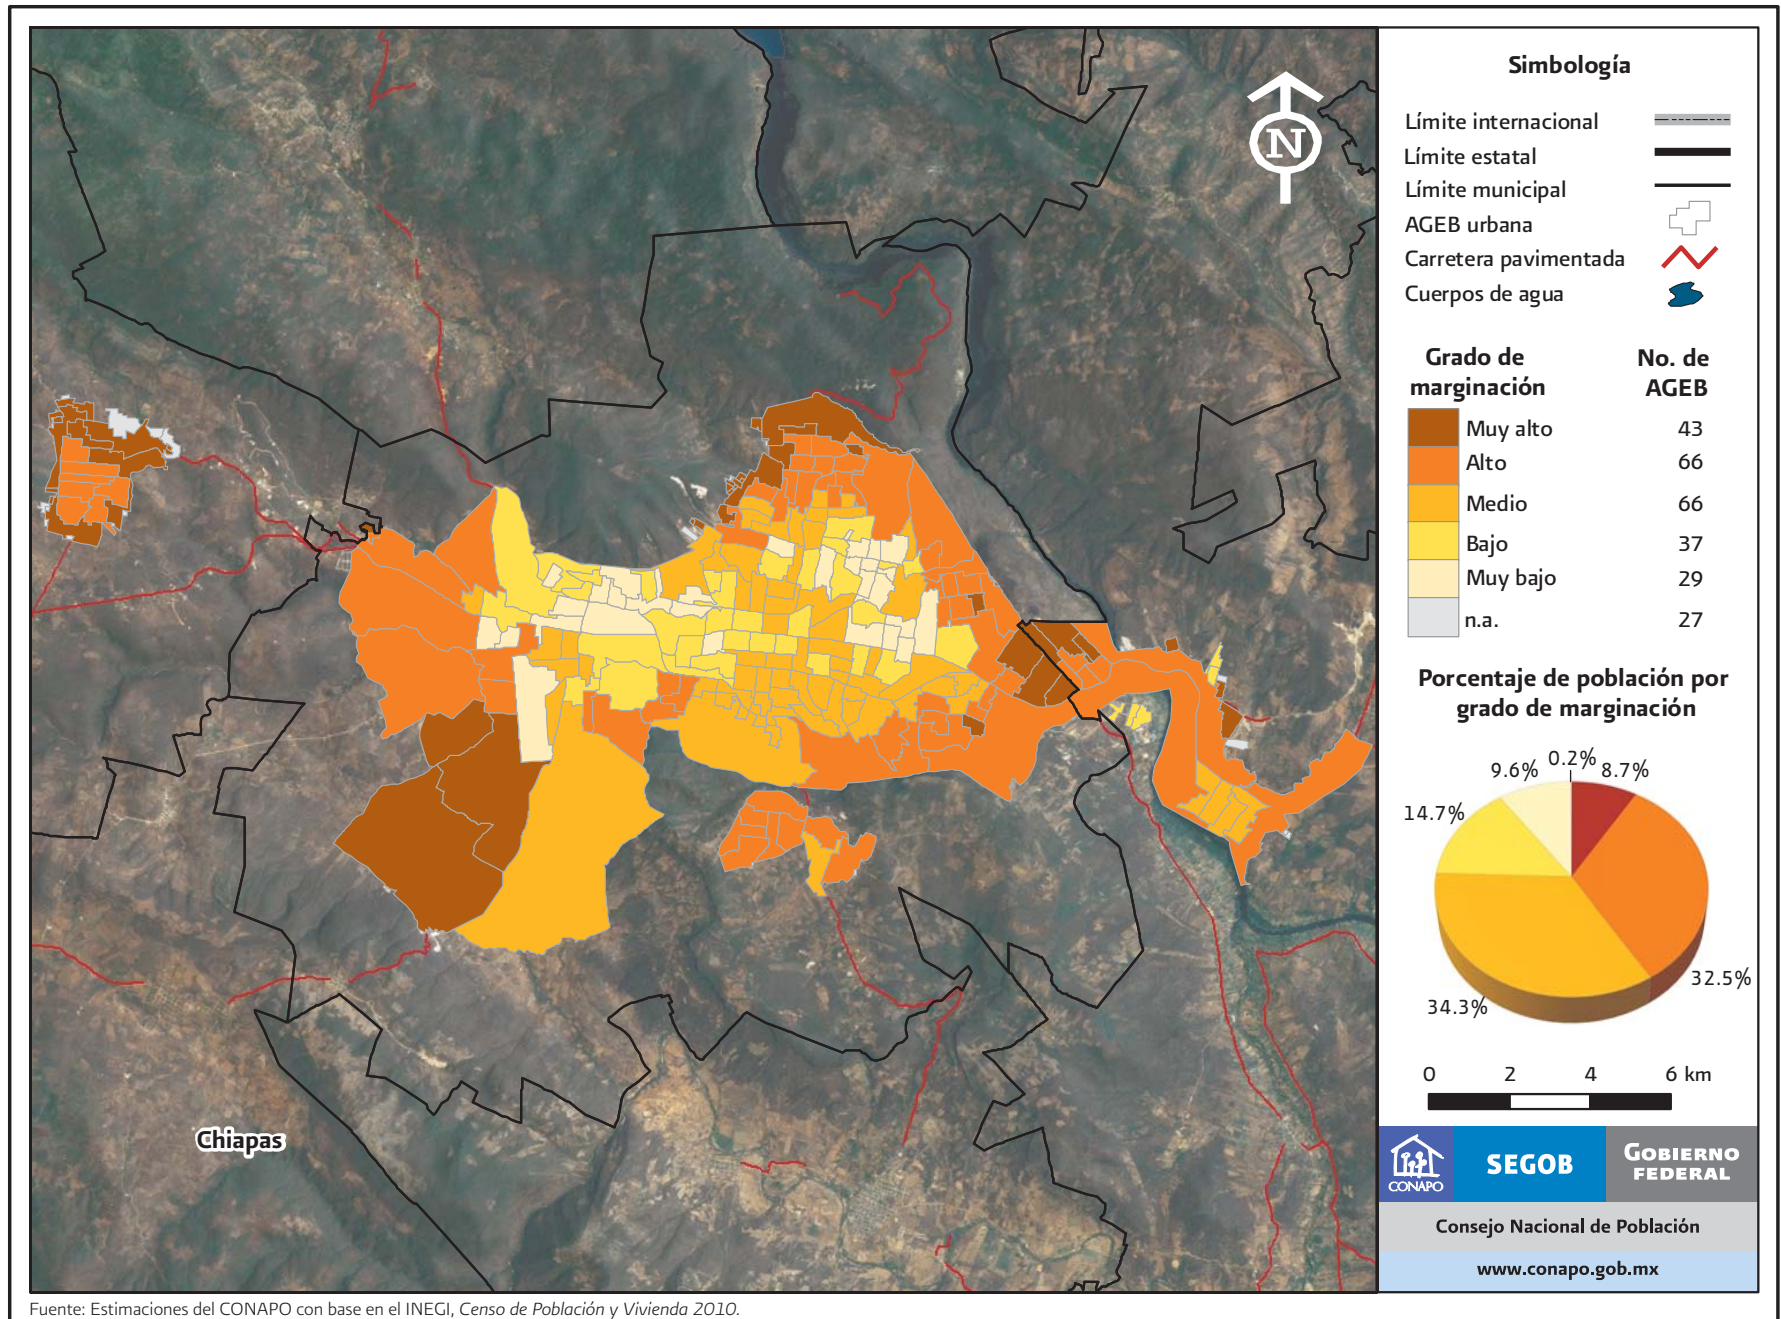 N
Chiapas
Simbología
Límite internacional
Límite estatal
Límite municipal
AGEB urbana
Carretera pavimentada
Cuerpos de agua
Grado de
marginación
No. de
AGEB
Muy alto 43
Alto 66
Medio 66
Bajo 37
Muy bajo 29
n.a. 27
Porcentaje de población por
grado de marginación
0.2%
9.6%
8.7%
14.7%
32.5%
34.3%
0 2 4 6 km
CONAPO
SEGOB
GOBIERNO
FEDERAL
Consejo Nacional de Población
www.conapo.gob.mx
Fuente: Estimaciones del CONAPO con base en el INEGI, Censo de Población y Vivienda 2010.